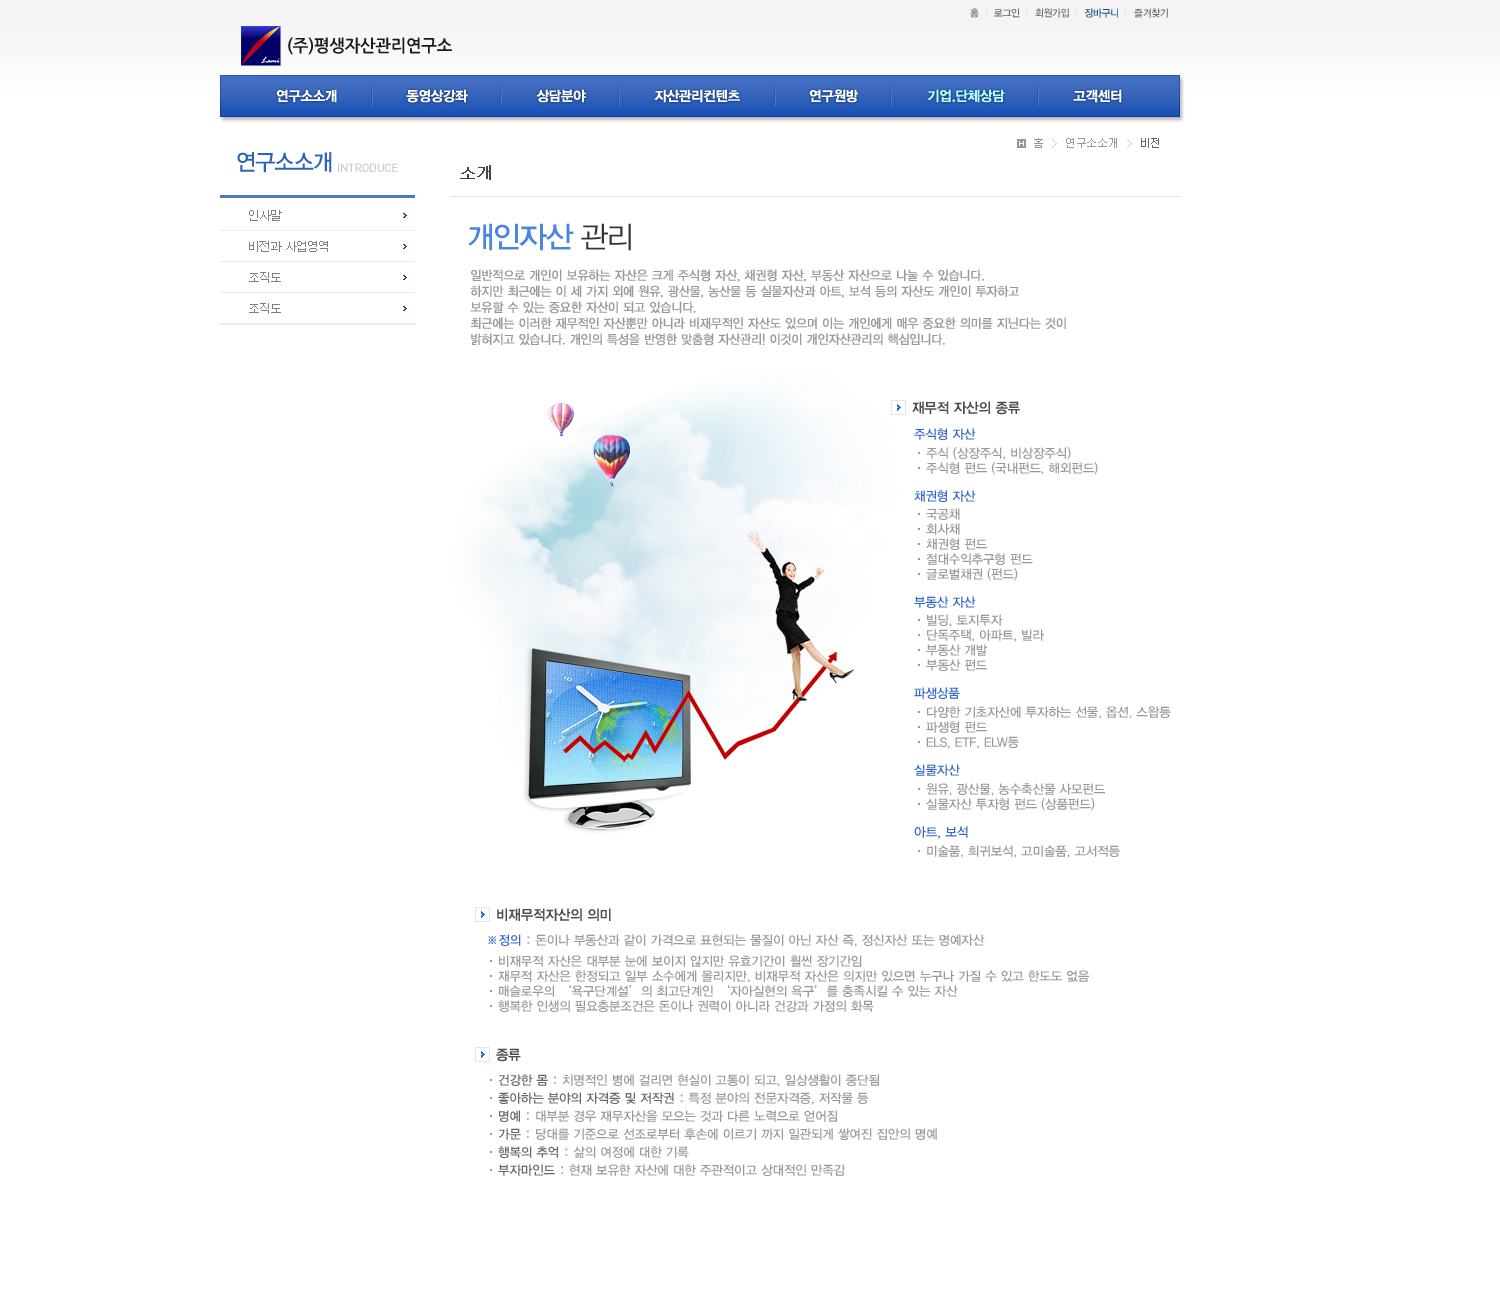 홈 로그인 회원가입 장바구니 즐겨찾기
Lami (주)평생자산관리연구소
연구소소개 동영상강좌 상담분야 자산관리컨텐츠 연구원방 기업.단체상담 고객센터
홈 > 연구소소개 > 비전
연구소소개 INTRODUCE
인사말
비전과 사업영역
조직도
조직도
소개
개인자산 관리
일반적으로 개인이 보유하는 자산은 크게 주식형 자산, 채권형 자산, 부동산 자산으로 나눌 수 있습니다.
하지만 최근에는 이 세 가지 외에 원유, 광산물, 농산물 등 실물자산과 아트, 보석 등의 자산도 개인이 투자하고
보유할 수 있는 중요한 자산이 되고 있습니다.
최근에는 이러한 재무적인 자산뿐만 아니라 비재무적인 자산도 있으며 이는 개인에게 매우 중요한 의미를 지닌다는 것이
밝혀지고 있습니다. 개인의 특성을 반영한 맞춤형 자산관리! 이것이 개인자산관리의 핵심입니다.
재무적 자산의 종류
주식형 자산
· 주식 (상장주식, 비상장주식)
· 주식형 펀드 (국내펀드, 해외펀드)
채권형 자산
· 국공채
· 회사채
· 채권형 펀드
· 절대수익추구형 펀드
· 글로벌채권 (펀드)
부동산 자산
· 빌딩, 토지투자
· 단독주택, 아파트, 빌라
· 부동산 개발
· 부동산 펀드
파생상품
· 다양한 기초자산에 투자하는 선물, 옵션, 스왑등
· 파생형 펀드
· ELS, ETF, ELW등
실물자산
· 원유, 광산물, 농수축산물 사모펀드
· 실물자산 투자형 펀드 (상품펀드)
아트, 보석
· 미술품, 희귀보석, 고미술품, 고서적등
비재무적자산의 의미
※정의 : 돈이나 부동산과 같이 가격으로 표현되는 물질이 아닌 자산 즉, 정신자산 또는 명예자산
· 비재무적 자산은 대부분 눈에 보이지 않지만 유효기간이 훨씬 장기간임
· 재무적 자산은 한정되고 일부 소수에게 몰리지만, 비재무적 자산은 의지만 있으면 누구나 가질 수 있고 한도도 없음
· 매슬로우의 ‘욕구단계설’의 최고단계인 ‘자아실현의 욕구’를 충족시킬 수 있는 자산
· 행복한 인생의 필요충분조건은 돈이나 권력이 아니라 건강과 가정의 화목
종류
· 건강한 몸 : 치명적인 병에 걸리면 현실이 고통이 되고, 일상생활이 중단됨
· 좋아하는 분야의 자격증 및 저작권 : 특정 분야의 전문자격증, 저작물 등
· 명예 : 대부분 경우 재무자산을 모으는 것과 다른 노력으로 얻어짐
· 가문 : 당대를 기준으로 선조로부터 후손에 이르기 까지 일관되게 쌓여진 집안의 명예
· 행복의 추억 : 삶의 여정에 대한 기록
· 부자마인드 : 현재 보유한 자산에 대한 주관적이고 상대적인 만족감